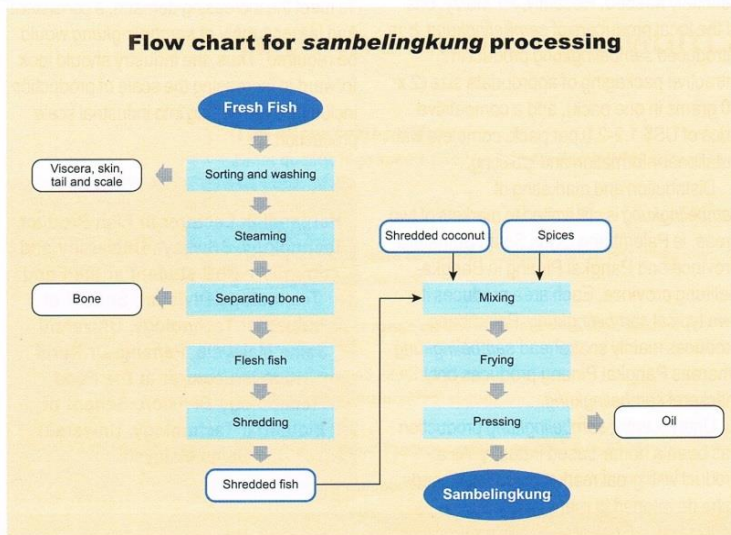 Flow chart for sambelingkung processing
Fresh Fish
Viscera, skin,
tail and scale
Sorting and washing
Steaming
Bone
Separating bone
Flesh fish
Shredding
Shredded fish
Shredded coconut
Spices
Mixing
Frying
Pressing
Oil
Sambelingkung